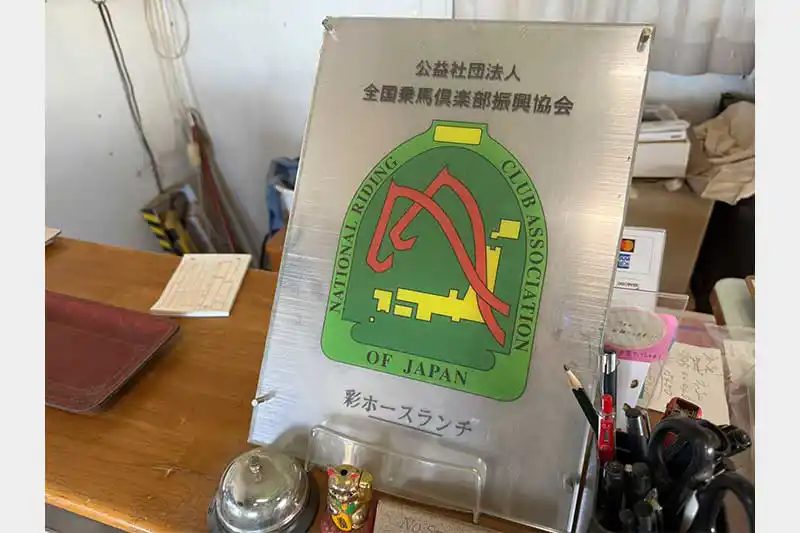 公益社団法人
全国乗馬倶楽部振興協会
NATIONAL RIDING
CLUB ASSOCIATION
OF JAPAN
彩ホースランチ